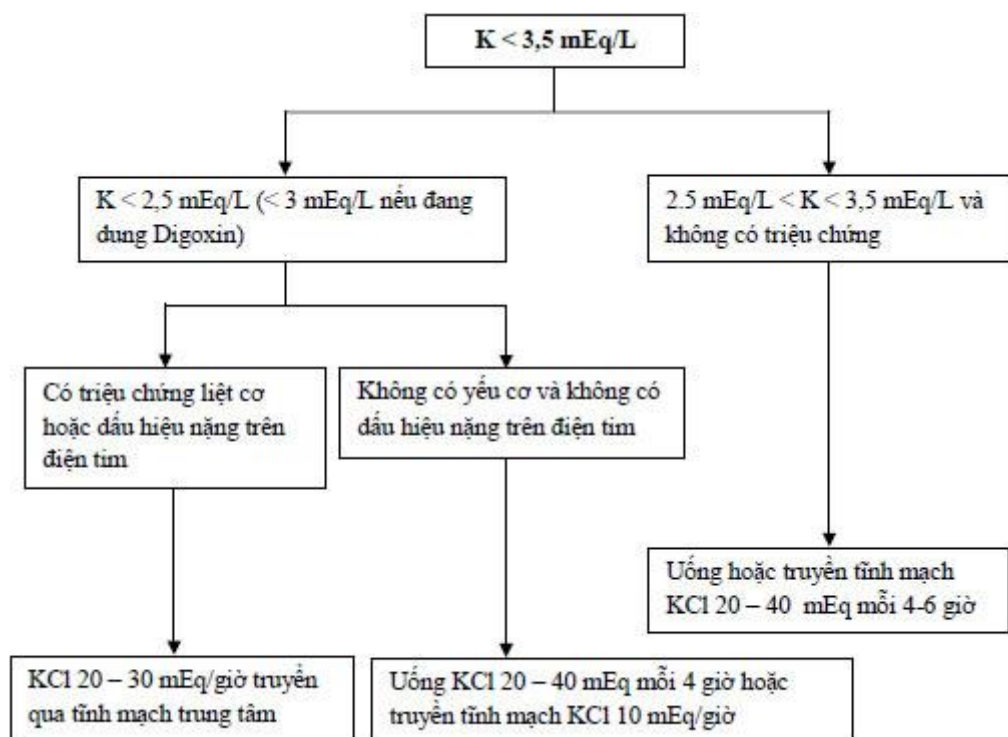 K < 3,5 mEq/L
K < 2,5 mEq/L (< 3 mEq/L nếu đang
dung Digoxin)
2.5 mEq/L < K < 3,5 mEq/L và
không có triệu chứng
Có triệu chứng liệt cơ
hoặc dấu hiệu nặng trên
điện tim
Không có yếu cơ và không có
dấu hiệu nặng trên điện tim
Uống hoặc truyền tĩnh mạch
KCl 20 – 40 mEq mỗi 4-6 giờ
KCl 20 – 30 mEq/giờ truyền
qua tĩnh mạch trung tâm
Uống KCl 20 – 40 mEq mỗi 4 giờ hoặc
truyền tĩnh mạch KCl 10 mEq/giờ